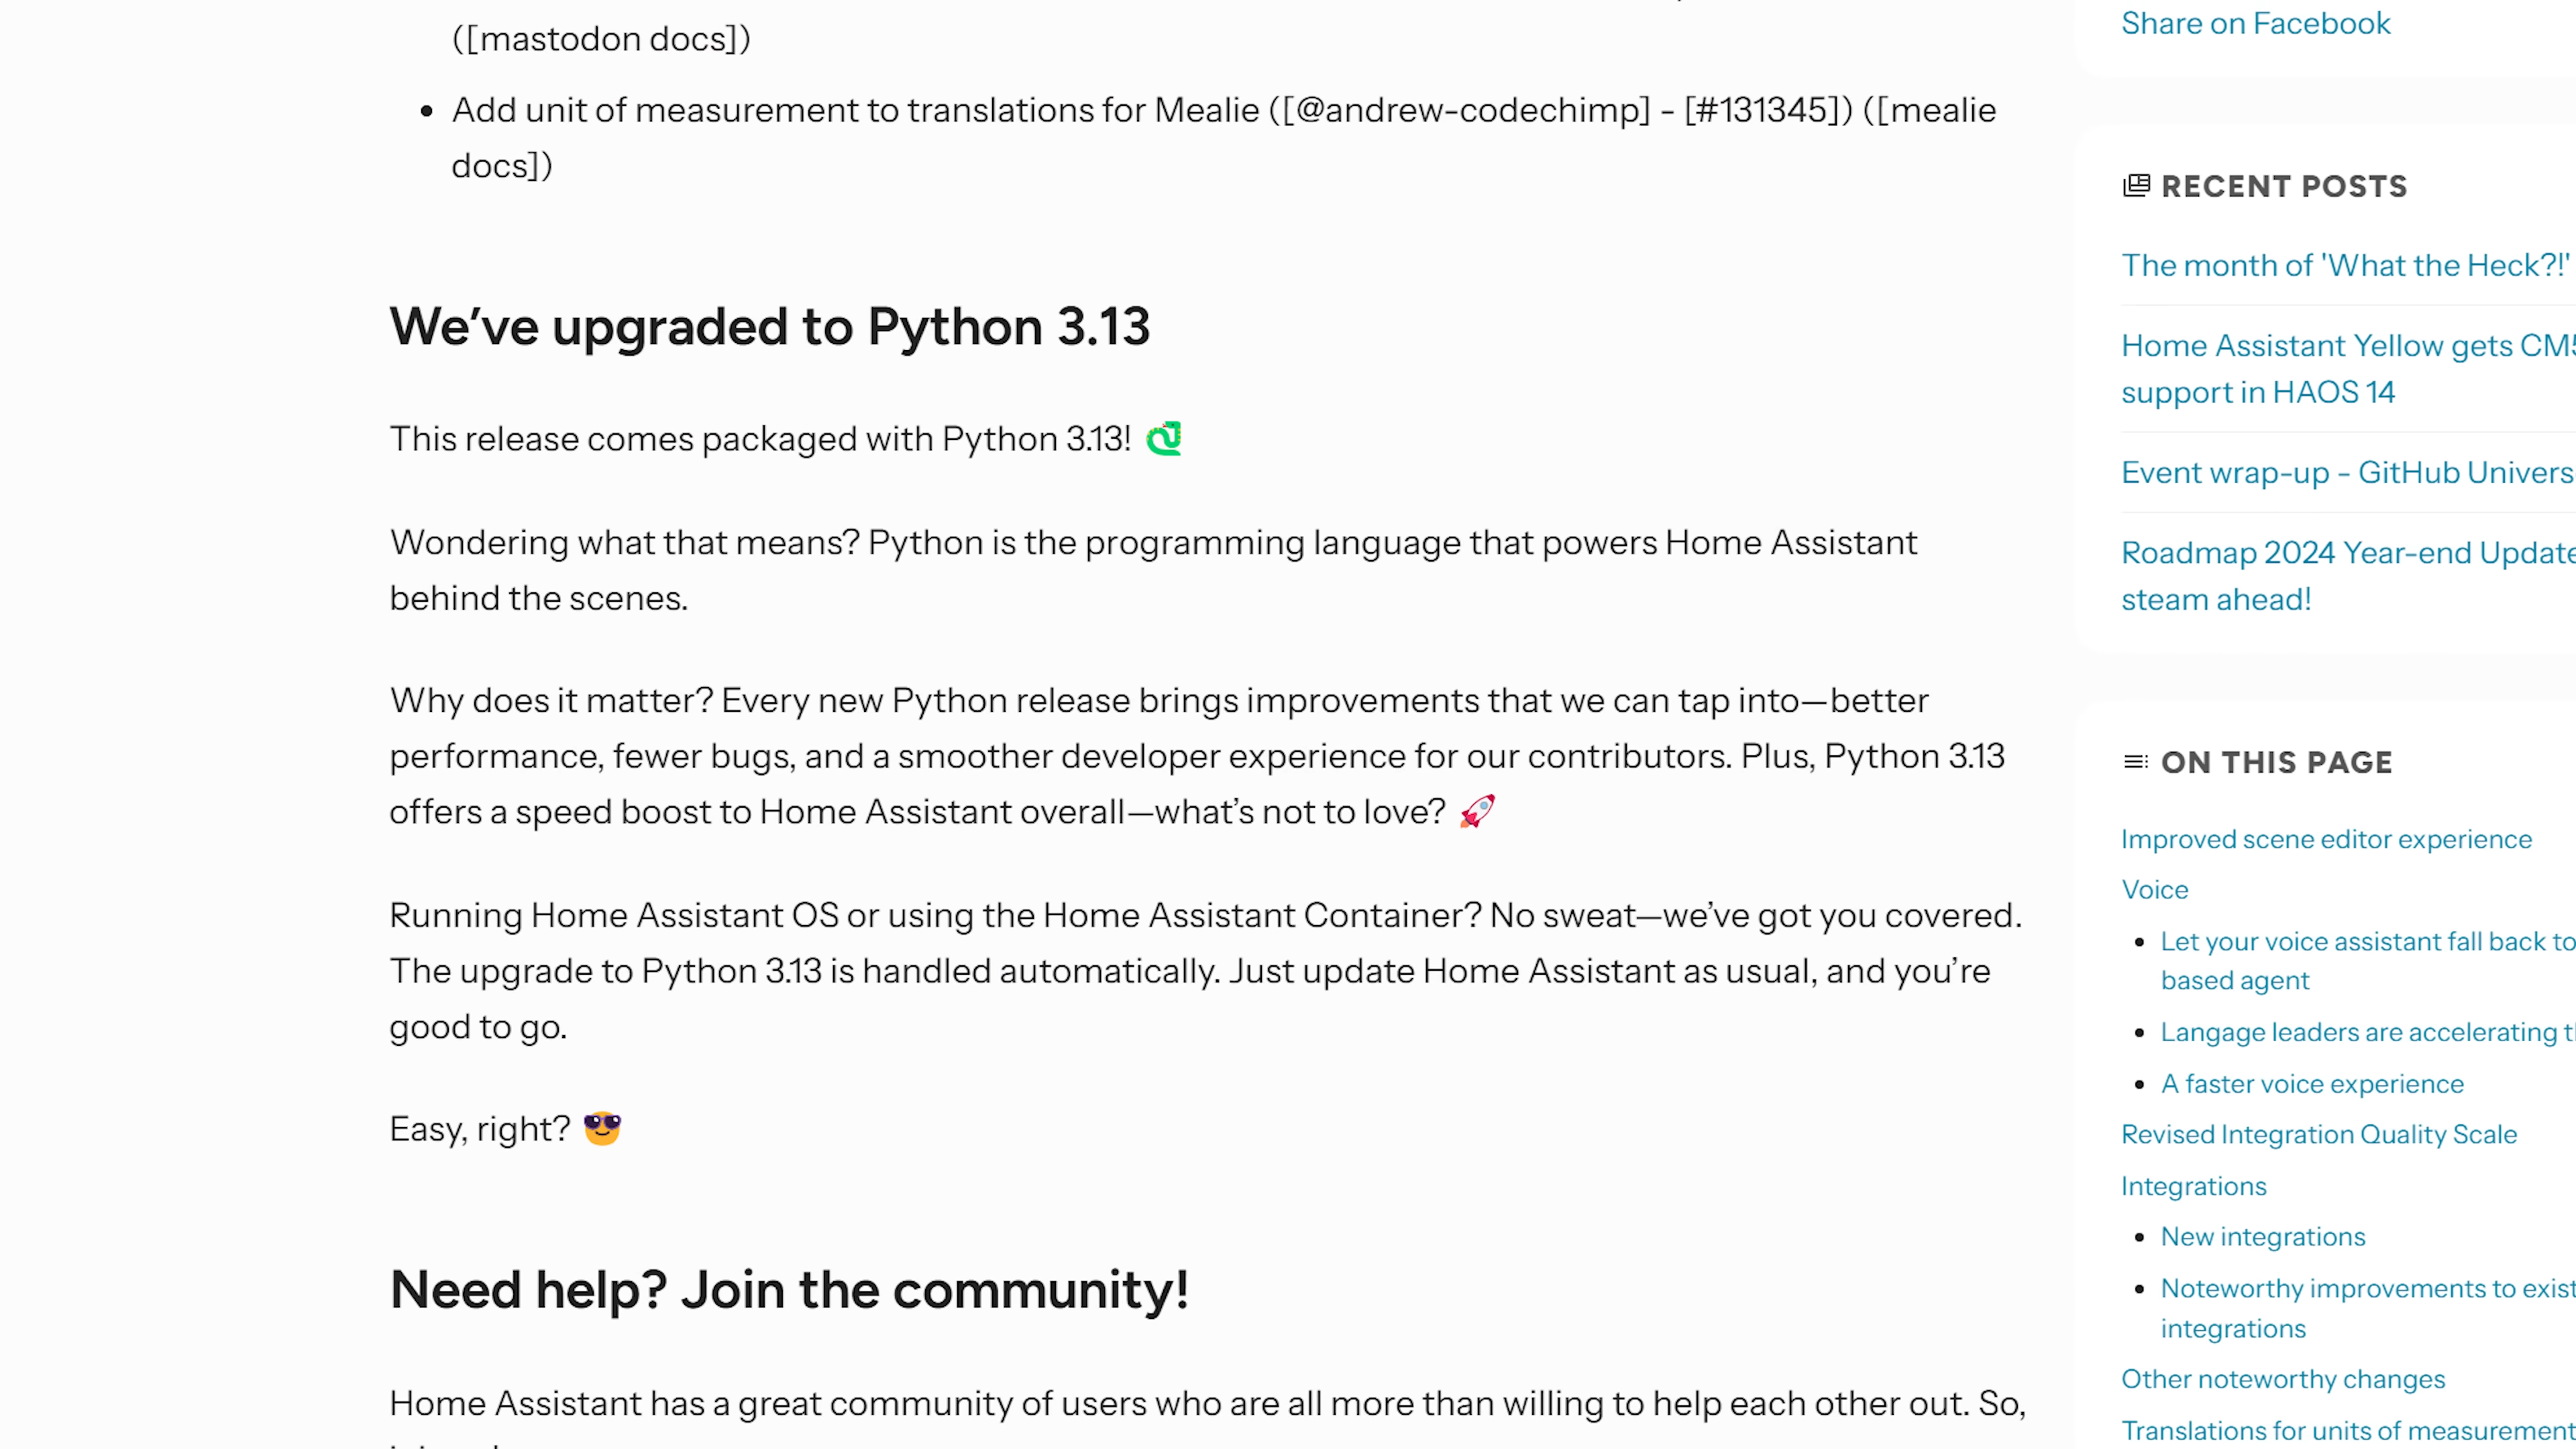 ([mastodon docs])
• Add unit of measurement to translations for Mealie ([@andrew-codechimp] - [#131345]) ([mealie
docs])
We’ve upgraded to Python 3.13
This release comes packaged with Python 3.13! 🐍
Wondering what that means? Python is the programming language that powers Home Assistant
behind the scenes.
Why does it matter? Every new Python release brings improvements that we can tap into—better
performance, fewer bugs, and a smoother developer experience for our contributors. Plus, Python 3.13
offers a speed boost to Home Assistant overall—what’s not to love? 🚀
Running Home Assistant OS or using the Home Assistant Container? No sweat—we’ve got you covered.
The upgrade to Python 3.13 is handled automatically. Just update Home Assistant as usual, and you’re
good to go.
Easy, right? 😎
Need help? Join the community!
Home Assistant has a great community of users who are all more than willing to help each other out. So,
Share on Facebook
RECENT POSTS
The month of 'What the Heck?!'
Home Assistant Yellow gets CM5
support in HAOS 14
Event wrap-up - GitHub Univers
Roadmap 2024 Year-end Update
steam ahead!
ON THIS PAGE
Improved scene editor experience
Voice
• Let your voice assistant fall back to
based agent
• Langage leaders are accelerating
• A faster voice experience
Revised Integration Quality Scale
Integrations
• New integrations
• Noteworthy improvements to exist
integrations
Other noteworthy changes
Translations for units of measurement